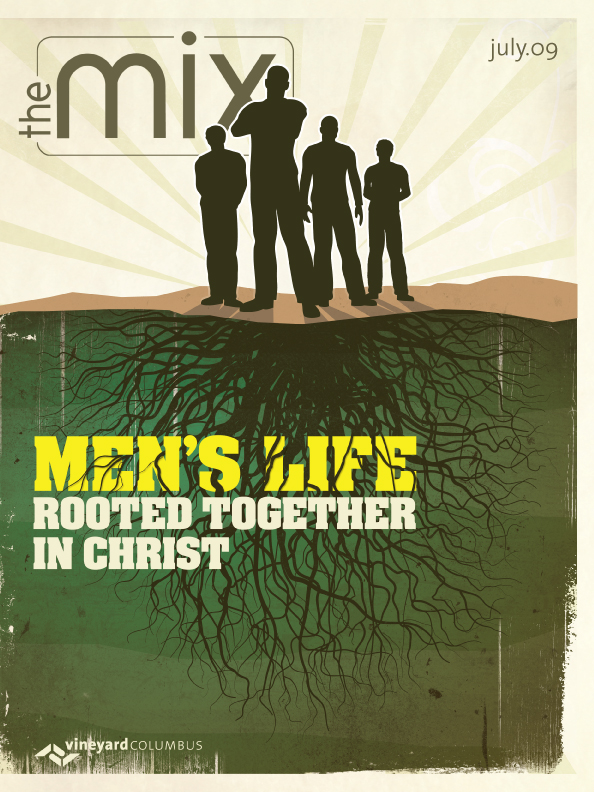 the mix
july.09
MEN'S LIFE
ROOTED TOGETHER
IN CHRIST
vineyard COLUMBUS